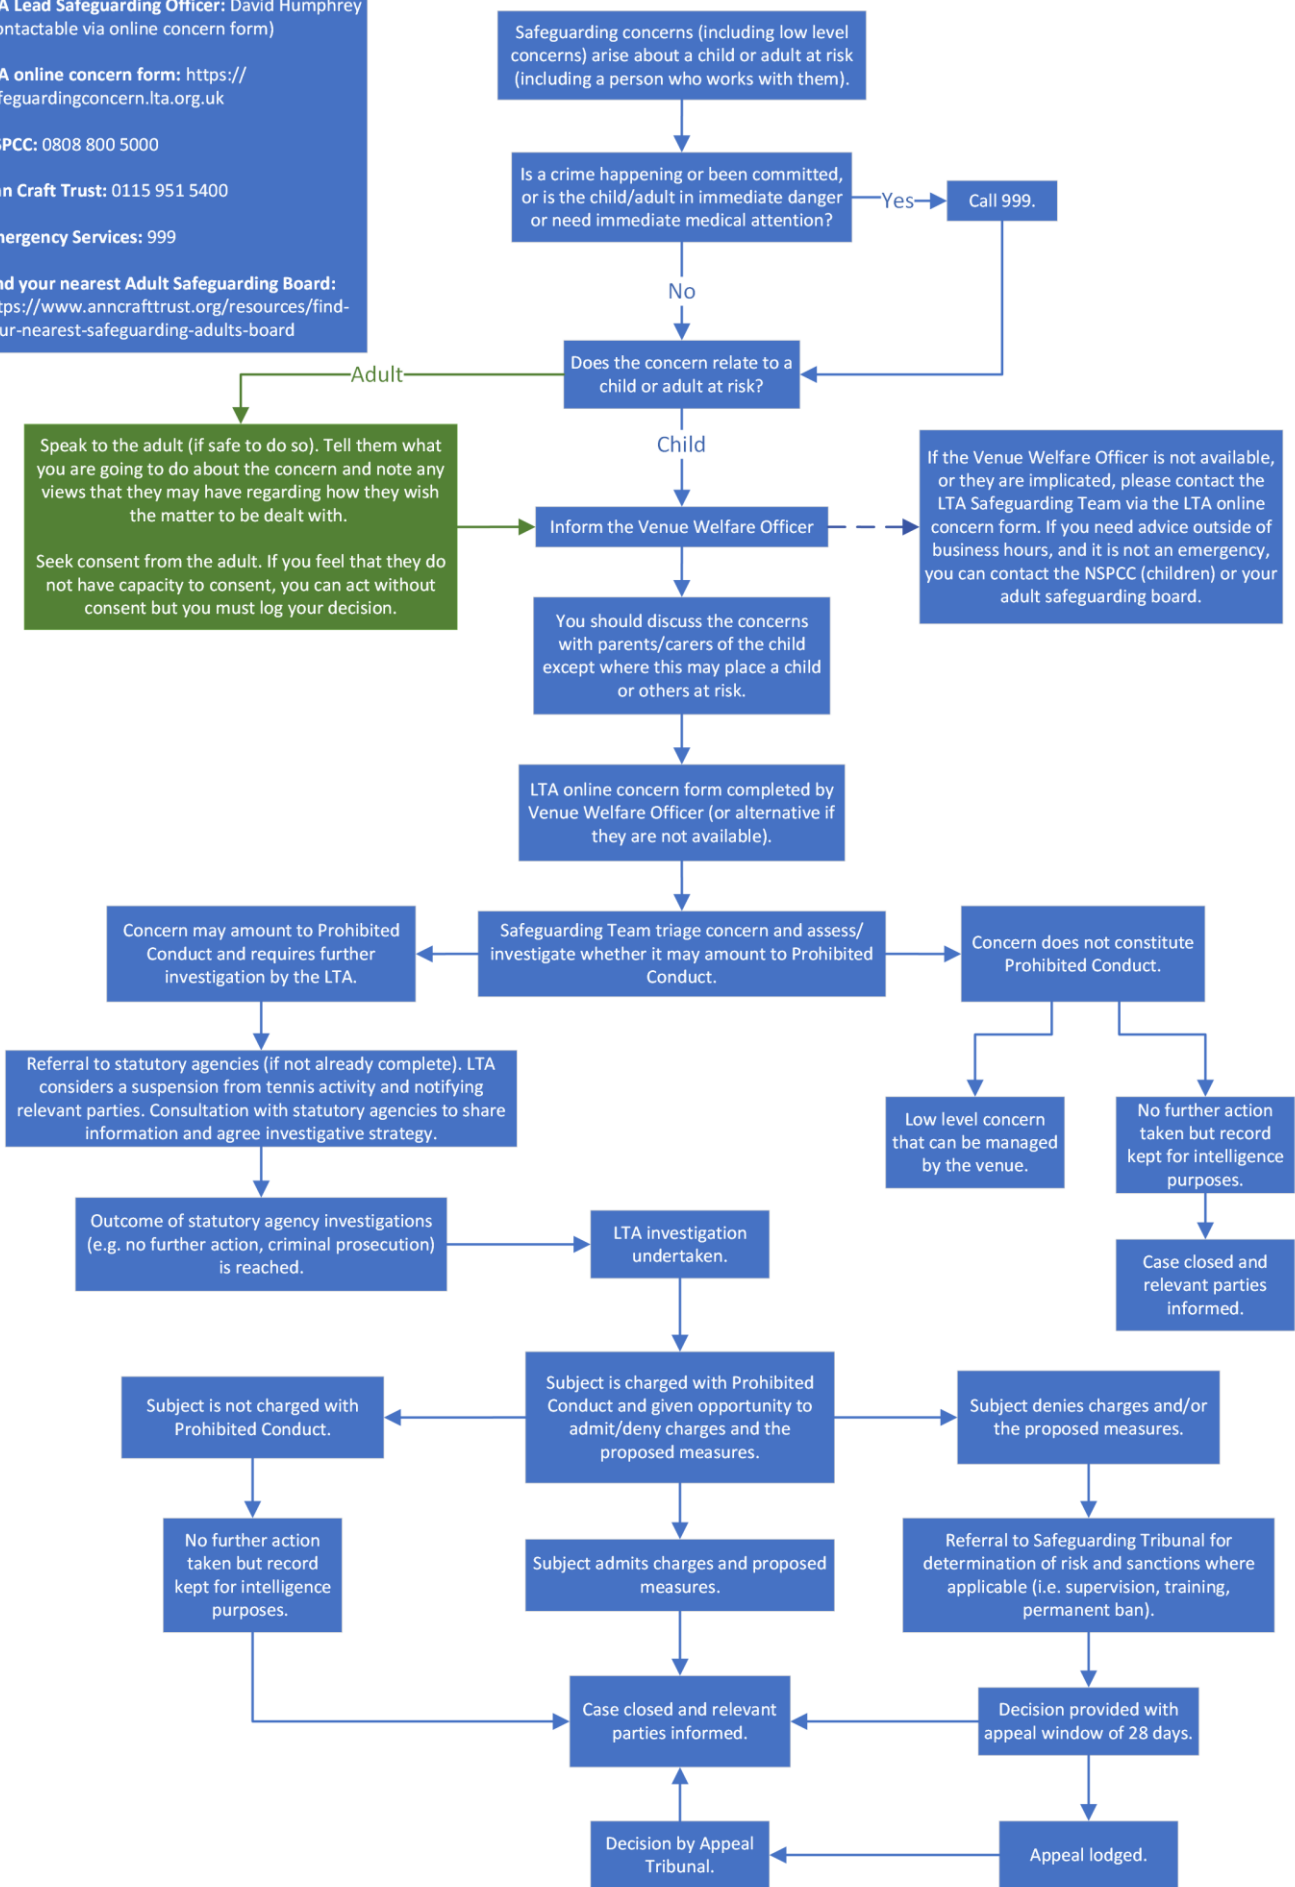 Lead Safeguarding Officer: David Humphrey
contactable via online concern form)
online concern form: https://
safeguardingconcern.lta.org.uk
NSPCC: 0808 800 5000
Ann Craft Trust: 0115 951 5400
Emergency Services: 999
Find your nearest Adult Safeguarding Board:
https://www.anncrafttrust.org/resources/find-
your-nearest-safeguarding-adults-board
Safeguarding concerns (including low level
concerns) arise about a child or adult at risk
(including a person who works with them).
Is a crime happening or been committed,
or is the child/adult in immediate danger
or need immediate medical attention?
Yes
Call 999.
No
Does the concern relate to a
child or adult at risk?
Adult
Child
Speak to the adult (if safe to do so). Tell them what
you are going to do about the concern and note any
views that they may have regarding how they wish
the matter to be dealt with.
Seek consent from the adult. If you feel that they do
not have capacity to consent, you can act without
consent but you must log your decision.
Inform the Venue Welfare Officer
If the Venue Welfare Officer is not available,
or they are implicated, please contact the
LTA Safeguarding Team via the LTA online
concern form. If you need advice outside of
business hours, and it is not an emergency,
you can contact the NSPCC (children) or your
adult safeguarding board.
You should discuss the concerns
with parents/carers of the child
except where this may place a child
or others at risk.
LTA online concern form completed by
Venue Welfare Officer (or alternative if
they are not available).
Safeguarding Team triage concern and assess/
investigate whether it may amount to Prohibited
Conduct.
Concern may amount to Prohibited
Conduct and requires further
investigation by the LTA.
Concern does not constitute
Prohibited Conduct.
Referral to statutory agencies (if not already complete). LTA
considers a suspension from tennis activity and notifying
relevant parties. Consultation with statutory agencies to share
information and agree investigative strategy.
Low level concern
that can be managed
by the venue.
No further action
taken but record
kept for intelligence
purposes.
Outcome of statutory agency investigations
(e.g. no further action, criminal prosecution)
is reached.
LTA investigation
undertaken.
Case closed and
relevant parties
informed.
Subject is not charged with
Prohibited Conduct.
Subject is charged with Prohibited
Conduct and given opportunity to
admit/deny charges and the
proposed measures.
Subject denies charges and/or
the proposed measures.
No further action
taken but record
kept for intelligence
purposes.
Subject admits charges and proposed
measures.
Referral to Safeguarding Tribunal for
determination of risk and sanctions where
applicable (i.e. supervision, training,
permanent ban).
Case closed and relevant
parties informed.
Decision provided with
appeal window of 28 days.
Decision by Appeal
Tribunal.
Appeal lodged.